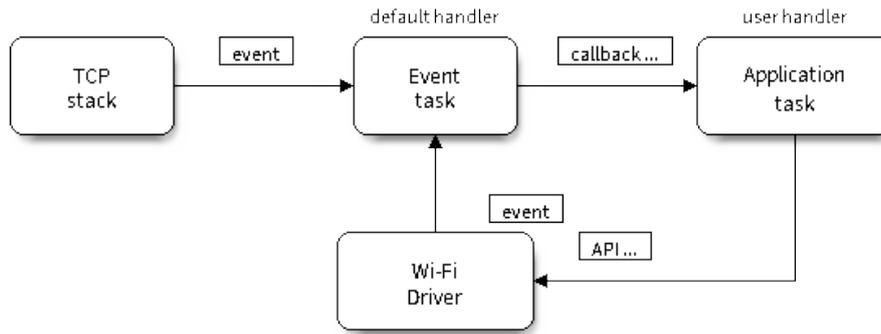 default handler
user handler
event
callback ...
TCP
stack
Event
task
Application
task
event
API ...
Wi-Fi
Driver